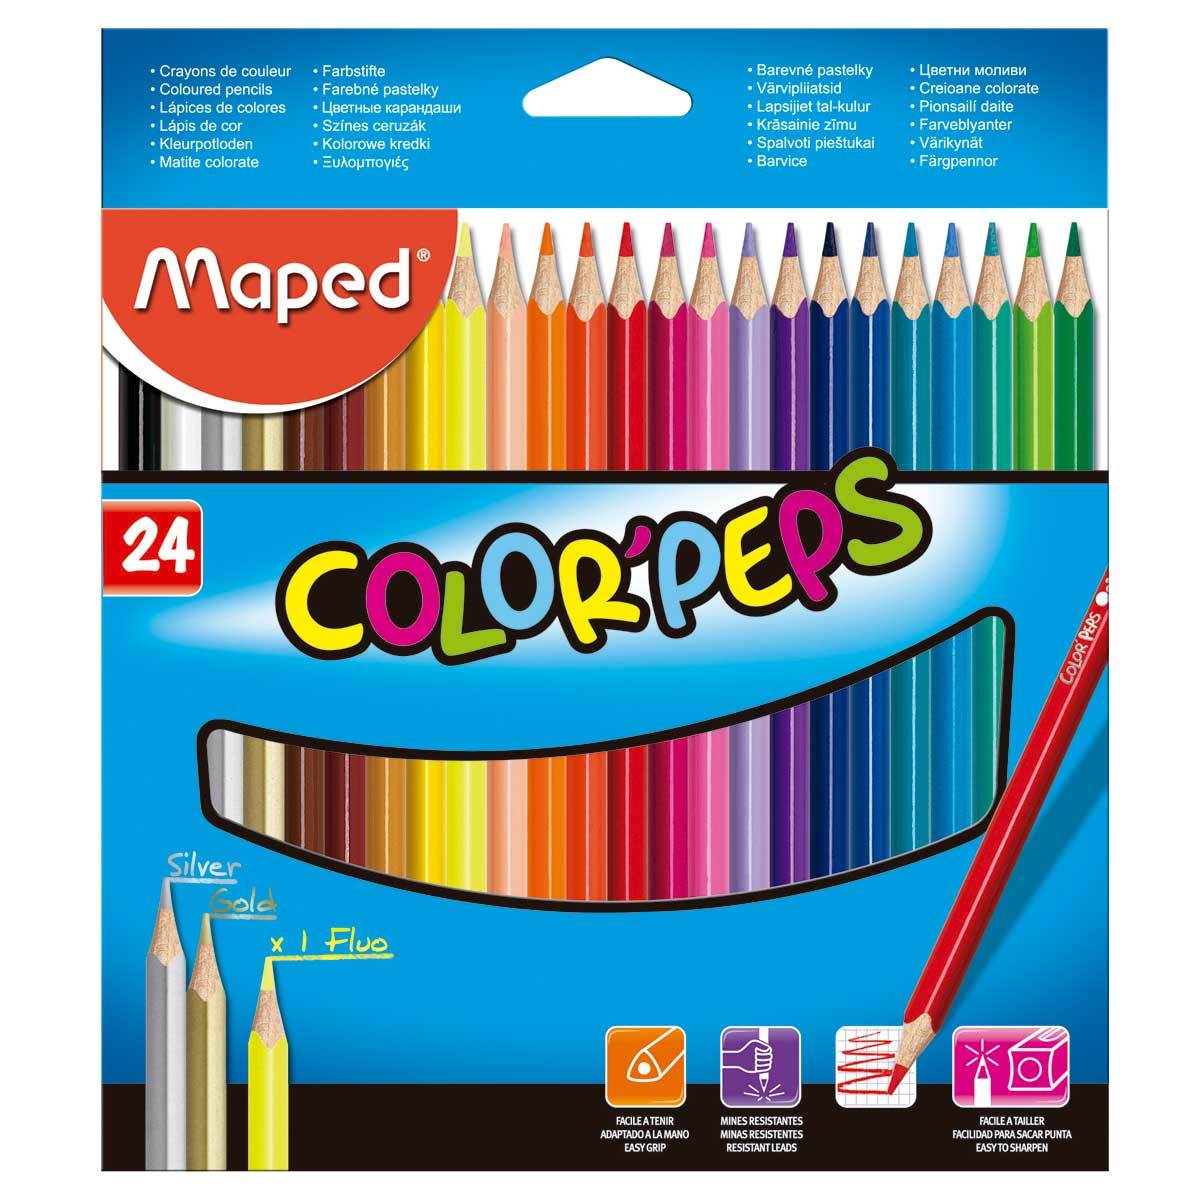 • Crayons de couleur
• Coloured pencils
• Lápices de colores
• Lápis de cor
• Kleurpotloden
• Matite colorate
• Farbstifte
• Farebné pastelky
• Цветные карандаши
• Színes ceruzák
• Kolorowe kredki
• Ξυλομπογιές
• Barevné pastelky
• Värvipliiatsid
• Lapsijiet tal-kulur
• Krāsainie zīmu
• Spalvoti pieštukai
• Barvice
• Цветни моливи
• Creioane colorate
• Pionsailí daite
• Farveblyanter
• Värikynät
• Färgpennor
Maped®
24
COLOR'PEPS
COLOR'PEPS
Silver
Gold
x 1 Fluo
FACILE A TENIR
ADAPTADO A LA MANO
EASY GRIP
MINES RESISTANTES
MINAS RESISTENTES
RESISTANT LEADS
FACILE A TAILLER
FACILIDAD PARA SACAR PUNTA
EASY TO SHARPEN